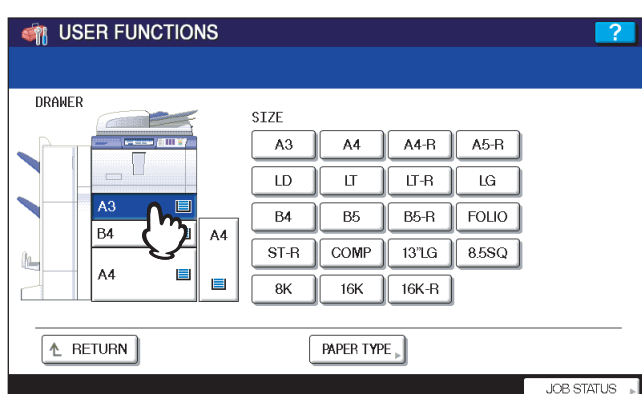 USER FUNCTIONS
?
DRAWER
SIZE
A3 A4 A4-R A5-R
LD LT LT-R LG
B4 B5 B5-R FOLIO
ST-R COMP 13"LG 8.5SQ
8K 16K 16K-R
A3
B4
A4
A4
RETURN
PAPER TYPE
JOB STATUS